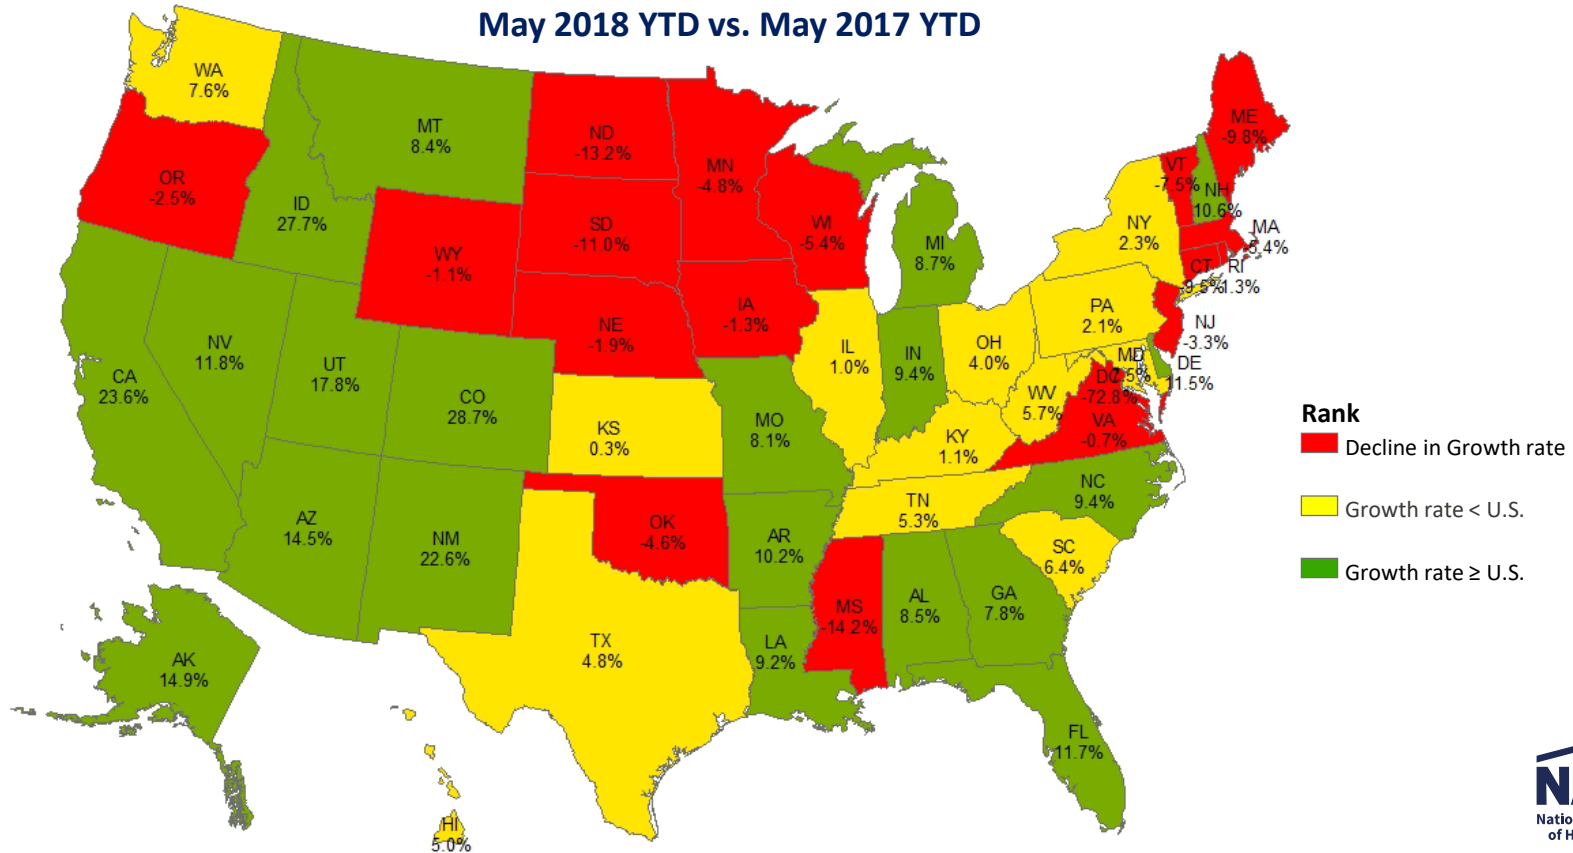 May 2018 YTD vs. May 2017 YTD
WA
7.6%
OR
-2.5%
MT
8.4%
ID
27.7%
WY
-1.1%
ND
-13.2%
SD
-11.0%
NE
-1.9%
MN
-4.8%
IA
-1.3%
WI
-5.4%
MI
8.7%
CA
23.6%
NV
11.8%
UT
17.8%
CO
28.7%
AZ
14.5%
NM
22.6%
KS
0.3%
OK
-4.6%
TX
4.8%
MO
8.1%
AR
10.2%
LA
9.2%
IL
1.0%
IN
9.4%
OH
4.0%
KY
1.1%
TN
5.3%
MS
-14.2%
AL
8.5%
GA
7.8%
FL
11.7%
SC
6.4%
NC
9.4%
VA
-0.7%
WV
5.7%
DC
-72.8%
MD
DE
11.5%
PA
2.1%
NJ
-3.3%
NY
2.3%
CT
-9.5%
RI
MA
VT
-7.5%
NH
10.6%
ME
-9.8%
AK
14.9%
HI
5.0%
Rank
Decline in Growth rate
Growth rate < U.S.
Growth rate ≥ U.S.
of H